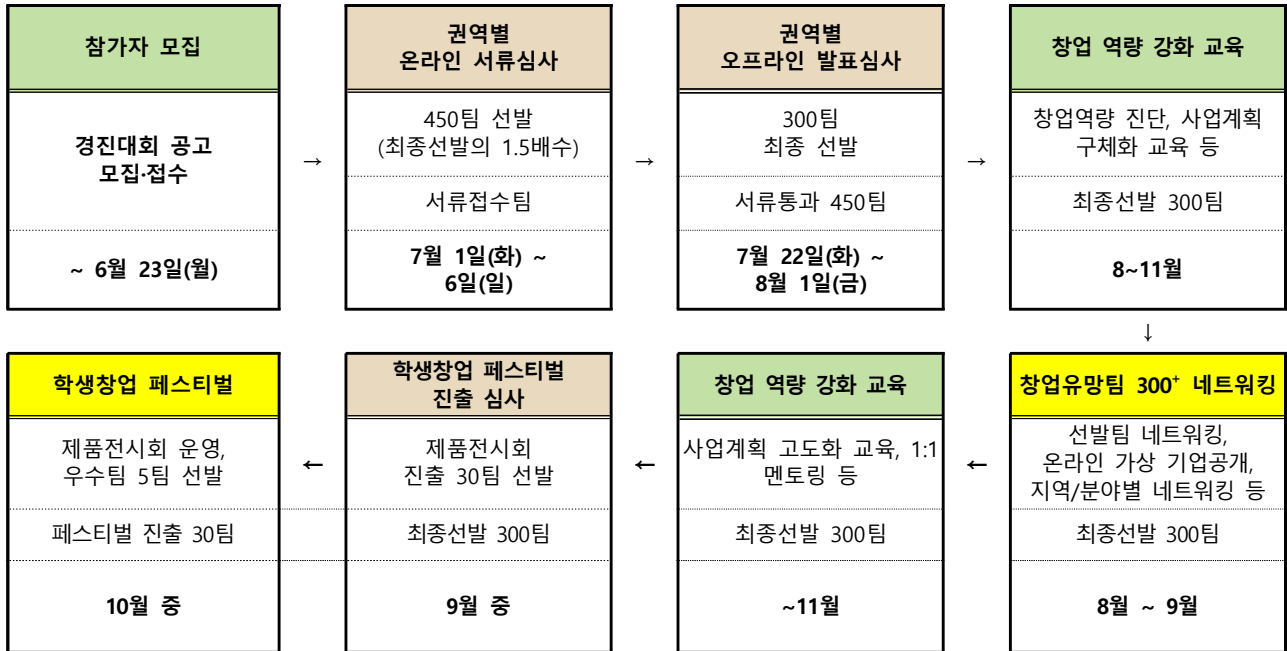 참가자 모집
경진대회 공고
모집·접수
~ 6월 23일(월)
→
권역별
온라인 서류심사
450팀 선발
(최종선발의 1.5배수)
서류접수팀
7월 1일(화) ~
6일(일)
→
권역별
오프라인 발표심사
300팀
최종 선발
서류통과 450팀
7월 22일(화) ~
8월 1일(금)
→
창업 역량 강화 교육
창업역량 진단, 사업계획
구체화 교육 등
최종선발 300팀
8~11월
↓
창업유망팀 300⁺ 네트워킹
선발팀 네트워킹,
온라인 가상 기업공개,
지역/분야별 네트워킹 등
최종선발 300팀
8월 ~ 9월
←
창업 역량 강화 교육
사업계획 고도화 교육, 1:1
멘토링 등
최종선발 300팀
~11월
←
학생창업 페스티벌
진출 심사
제품전시회
진출 30팀 선발
최종선발 300팀
9월 중
←
학생창업 페스티벌
제품전시회 운영,
우수팀 5팀 선발
페스티벌 진출 30팀
10월 중